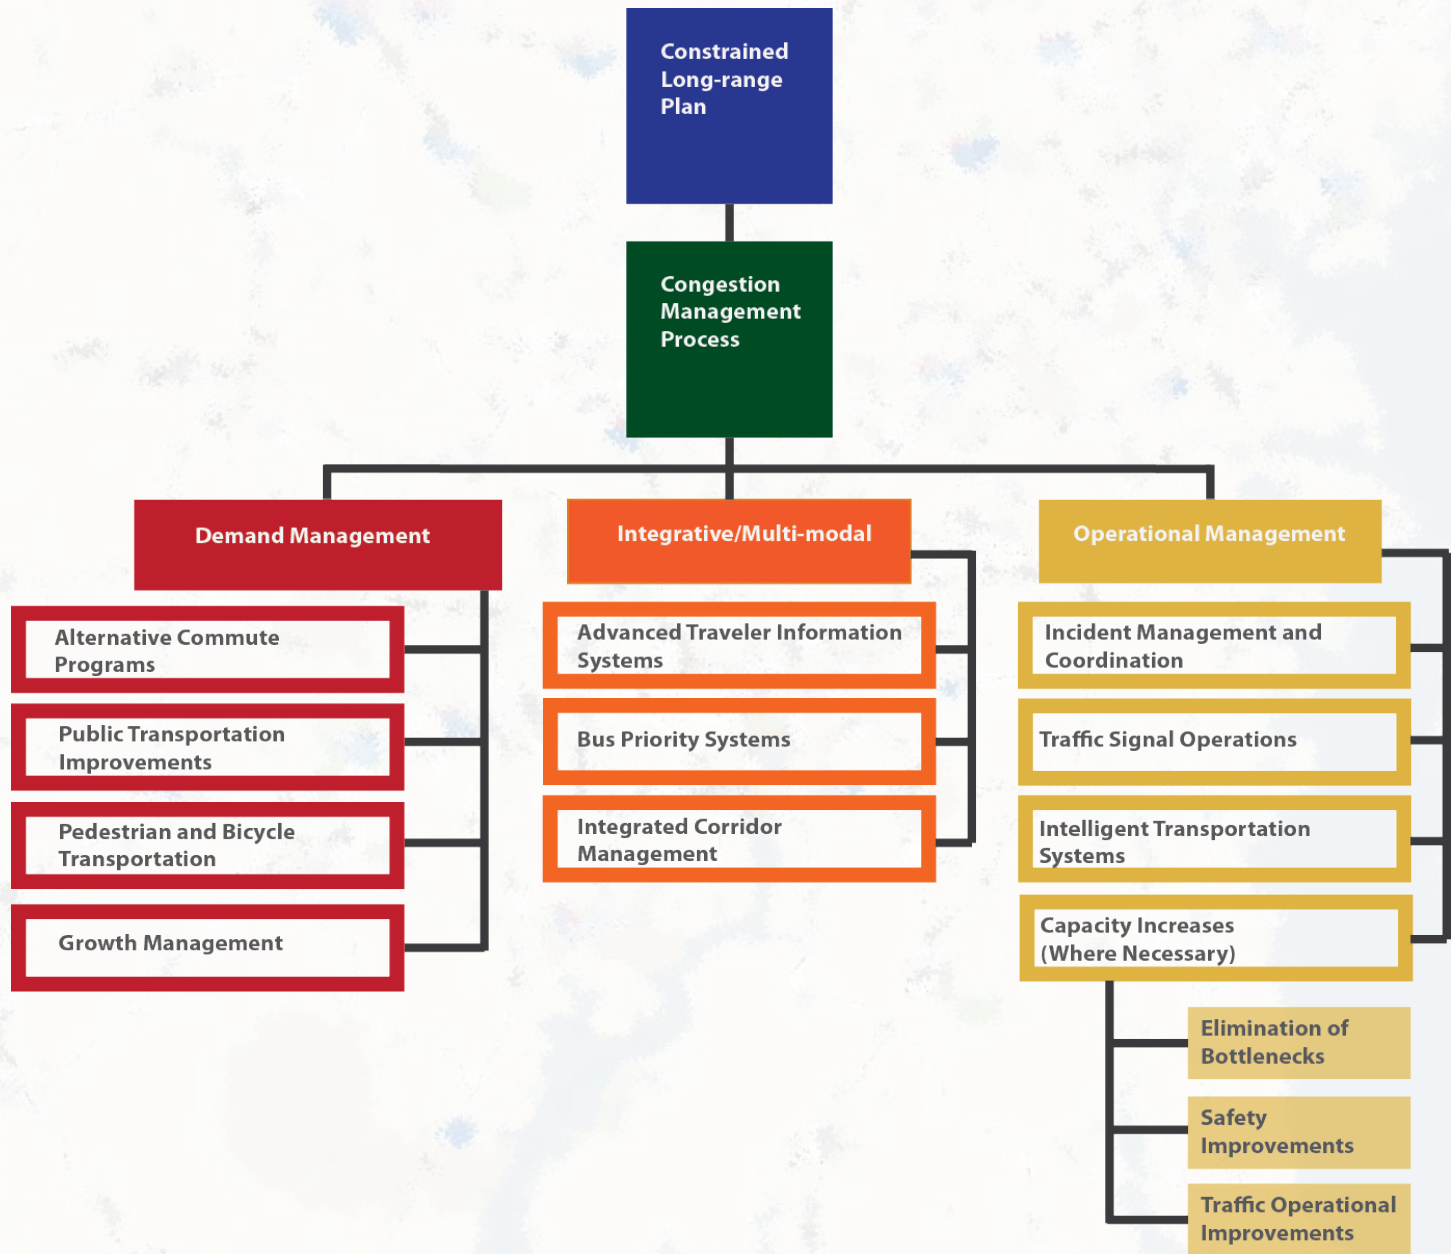 Constrained
Long-range
Plan
Congestion
Management
Process
Demand Management
Alternative Commute
Programs
Public Transportation
Improvements
Pedestrian and Bicycle
Transportation
Growth Management
Integrative/Multi-modal
Advanced Traveler Information
Systems
Bus Priority Systems
Integrated Corridor
Management
Operational Management
Incident Management and
Coordination
Traffic Signal Operations
Intelligent Transportation
Systems
Capacity Increases
(Where Necessary)
Elimination of
Bottlenecks
Safety
Improvements
Traffic Operational
Improvements